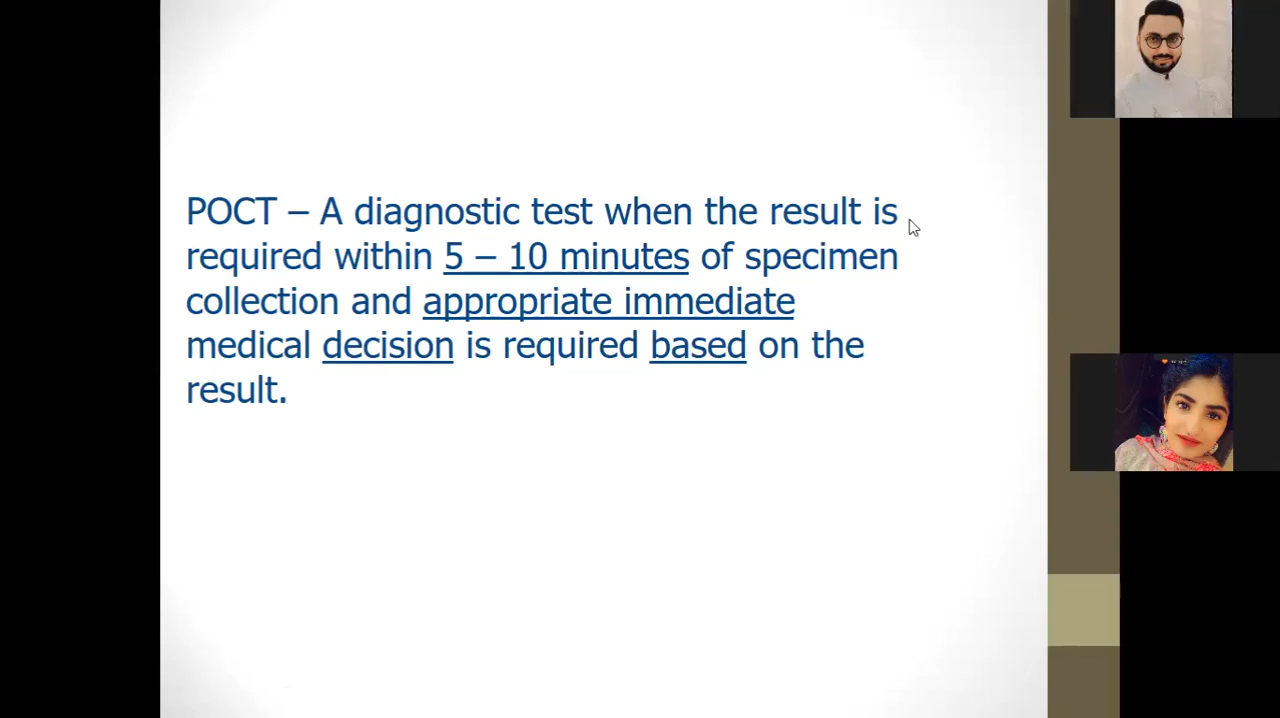 POCT – A diagnostic test when the result is
required within 5 – 10 minutes of specimen
collection and appropriate immediate
medical decision is required based on the
result.